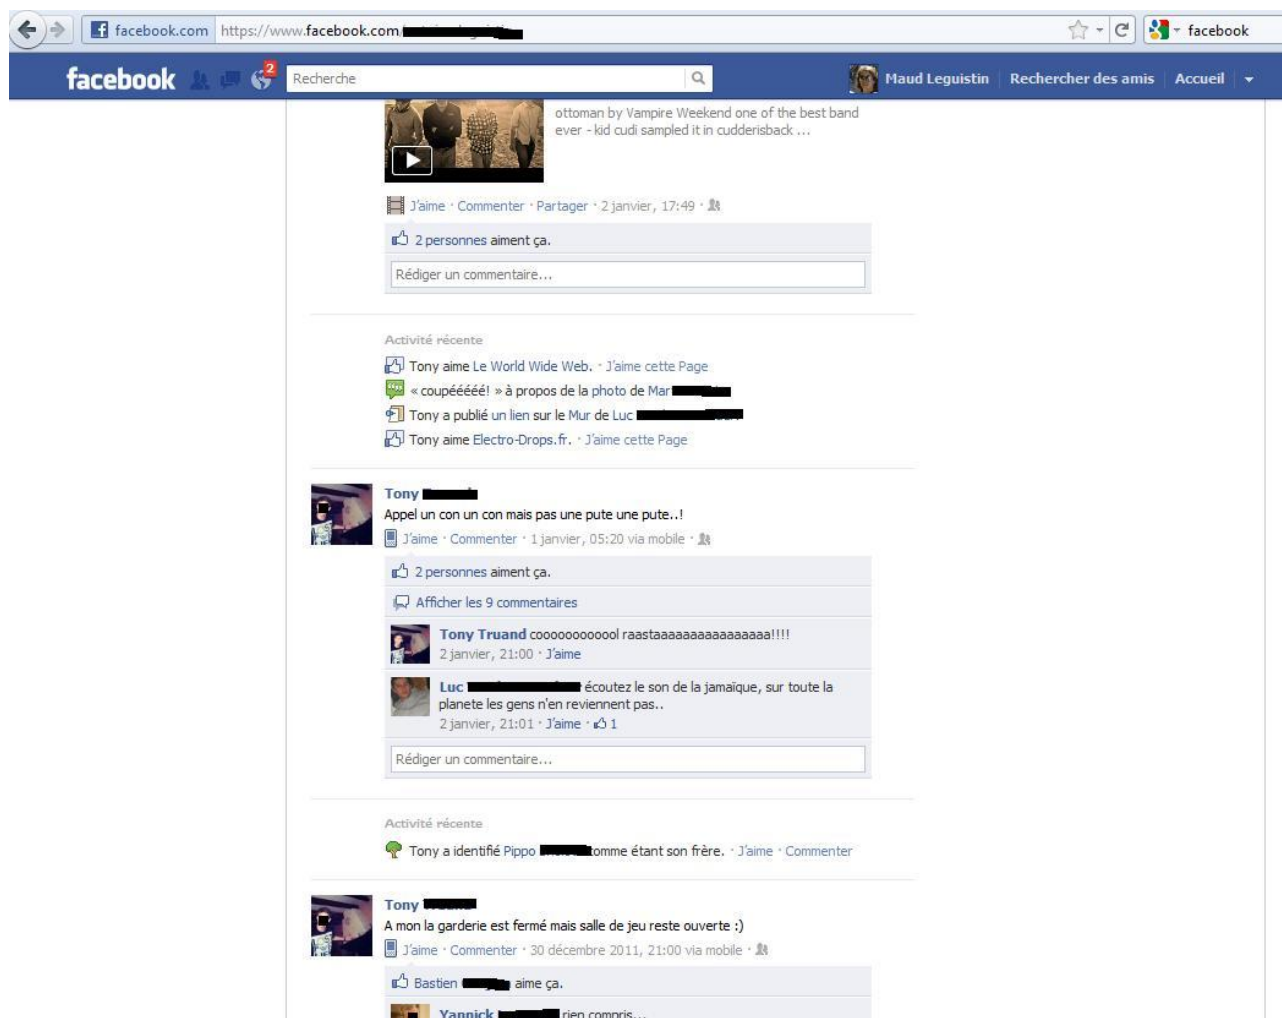 facebook.com https://www.facebook.com/
facebook
facebook 2 Recherche Maud Leguistin Rechercher des amis Accueil
ottoman by Vampire Weekend one of the best band
ever - kid cudi sampled it in cudderisback ...
J'aime · Commenter · Partager · 2 janvier, 17:49 ·
2 personnes aiment ça.
Rédiger un commentaire...
Activité récente
Tony aime Le World Wide Web. · J'aime cette Page
« coupéééééé! » à propos de la photo de Mar
Tony a publié un lien sur le Mur de Luc
Tony aime Electro-Drops.fr. · J'aime cette Page
Tony
Appel un con un con mais pas une pute une pute..!
J'aime · Commenter · 1 janvier, 05:20 via mobile ·
2 personnes aiment ça.
Afficher les 9 commentaires
Tony Truand cooooooooooool raastaaaaaaaaaaaaaaaaa!!!!
2 janvier, 21:00 · J'aime
Luc écoutez le son de la jamaïque, sur toute la
planete les gens n'en reviennent pas..
2 janvier, 21:01 · J'aime · 1
Rédiger un commentaire...
Activité récente
Tony a identifié Pippo comme étant son frère. · J'aime · Commenter
Tony
A mon la garderie est fermé mais salle de jeu reste ouverte :)
J'aime · Commenter · 30 décembre 2011, 21:00 via mobile ·
Bastien aime ça.
Yannick rien compris...